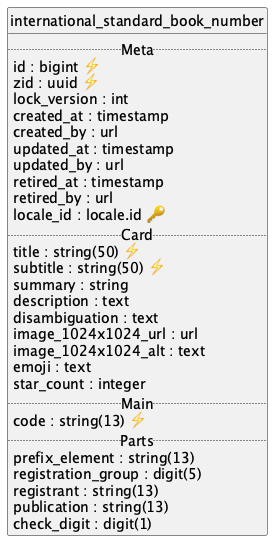 international_standard_book_number
Meta
id : bigint ⚡
zid : uuid ⚡
lock_version : int
created_at : timestamp
created_by : url
updated_at : timestamp
updated_by : url
retired_at : timestamp
retired_by : url
locale_id : locale.id 🔑
Card
title : string(50) ⚡
subtitle : string(50) ⚡
summary : string
description : text
disambiguation : text
image_1024x1024_url : url
image_1024x1024_alt : text
emoji : text
star_count : integer
Main
code : string(13) ⚡
Parts
prefix_element : string(13)
registration_group : digit(5)
registrant : string(13)
publication : string(13)
check_digit : digit(1)